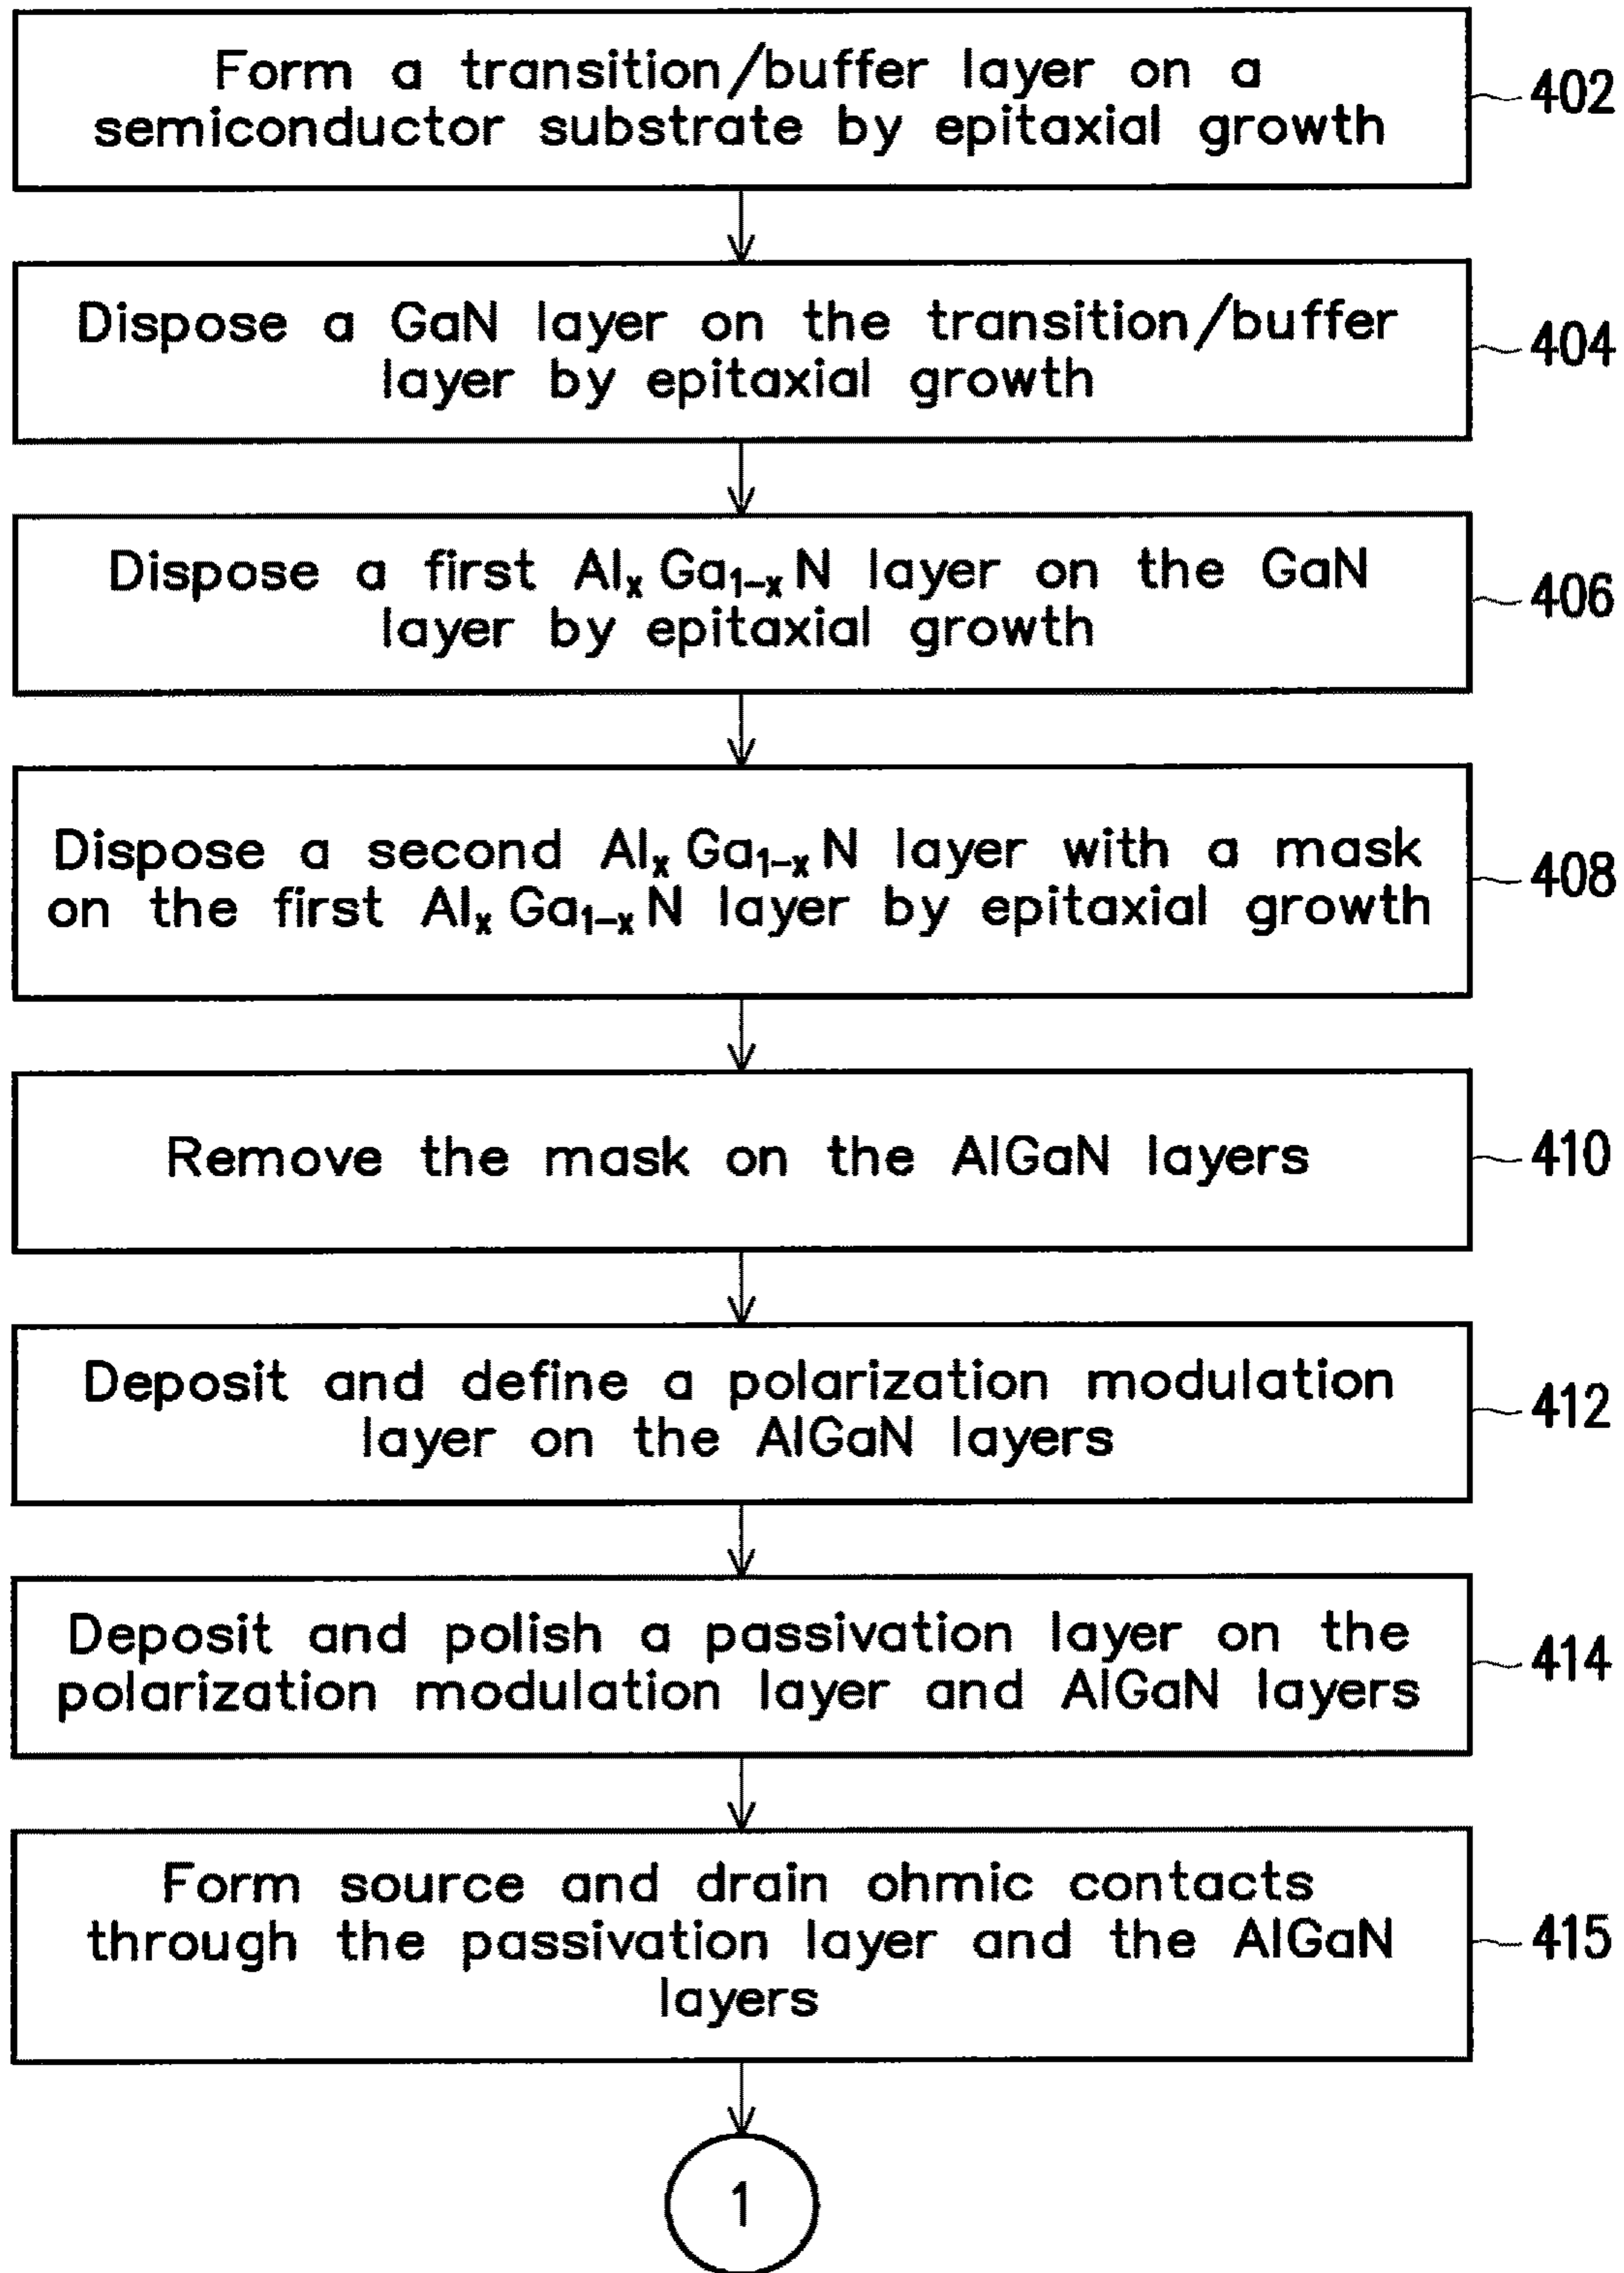 Form a transition/buffer layer on a
semiconductor substrate by epitaxial growth
402
Dispose a GaN layer on the transition/buffer
layer by epitaxial growth
404
Dispose a first AlₓGa₁₋ₓN layer on the GaN
layer by epitaxial growth
406
Dispose a second AlₓGa₁₋ₓN layer with a mask
on the first AlₓGa₁₋ₓN layer by epitaxial growth
408
Remove the mask on the AlGaN layers
410
Deposit and define a polarization modulation
layer on the AlGaN layers
412
Deposit and polish a passivation layer on the
polarization modulation layer and AlGaN layers
414
Form source and drain ohmic contacts
through the passivation layer and the AlGaN
layers
415
1